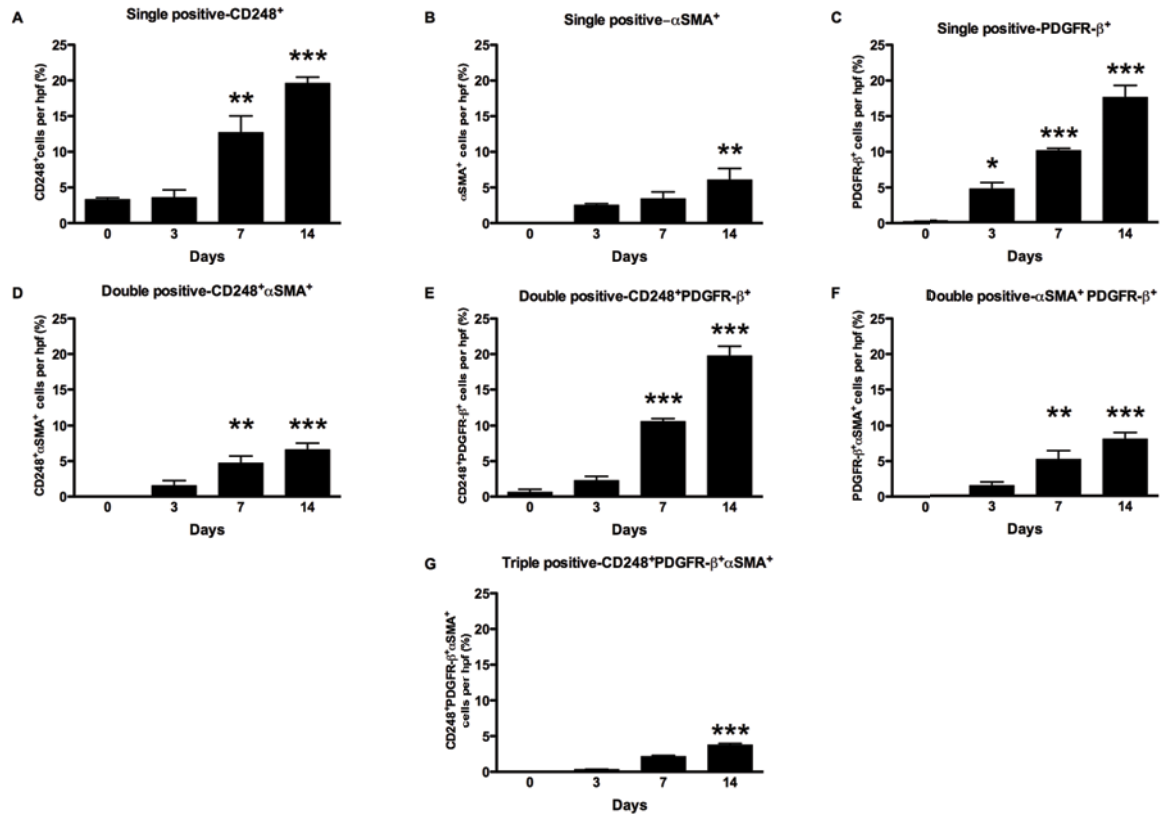 A
Single positive-CD248⁺
CD248⁺cells per hpf (%)
25
20
15
10
5
0
**
***
0 3 7 14
Days
B
Single positive–αSMA⁺
αSMA⁺ cells per hpf (%)
25
20
15
10
5
0
**
0 3 7 14
Days
C
Single positive-PDGFR-β⁺
PDGFR-β⁺ cells per hpf (%)
25
20
15
10
5
0
*
***
***
0 3 7 14
Days
D
Double positive-CD248⁺αSMA⁺
CD248⁺αSMA⁺ cells per hpf (%)
25
20
15
10
5
0
**
***
0 3 7 14
Days
E
Double positive-CD248⁺PDGFR-β⁺
CD248⁺PDGFR-β⁺ cells per hpf (%)
25
20
15
10
5
0
***
***
0 3 7 14
Days
F
Double positive-αSMA⁺ PDGFR-β⁺
PDGFR-β⁺αSMA⁺ cells per hpf (%)
25
20
15
10
5
0
**
***
0 3 7 14
Days
G
Triple positive-CD248⁺PDGFR-β⁺αSMA⁺
CD248⁺PDGFR-β⁺αSMA⁺
cells per hpf (%)
25
20
15
10
5
0
***
0 3 7 14
Days